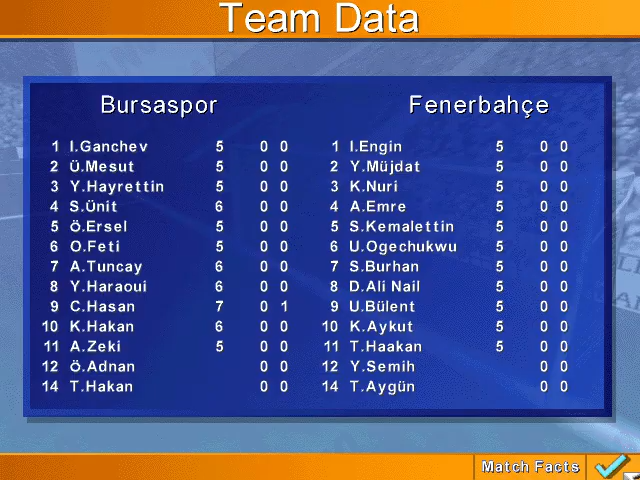 Team Data
Bursaspor Fenerbahçe
1 I.Ganchev 5 0 0 1 I.Engin 5 0 0
2 Ü.Mesut 5 0 0 2 Y.Müjdat 5 0 0
3 Y.Hayrettin 5 0 0 3 K.Nuri 5 0 0
4 S.Ünit 6 0 0 4 A.Emre 5 0 0
5 Ö.Ersel 5 0 0 5 S.Kemalettin 5 0 0
6 O.Feti 5 0 0 6 U.Ogechukwu 5 0 0
7 A.Tuncay 6 0 0 7 S.Burhan 5 0 0
8 Y.Haraoui 6 0 0 8 D.Ali Nail 5 0 0
9 C.Hasan 7 0 1 9 U.Bülent 5 0 0
10 K.Hakan 6 0 0 10 K.Aykut 5 0 0
11 A.Zeki 5 0 0 11 T.Haakan 5 0 0
12 Ö.Adnan 0 0 12 Y.Semih 0 0
14 T.Hakan 0 0 14 T.Aygün 0 0
Match Facts